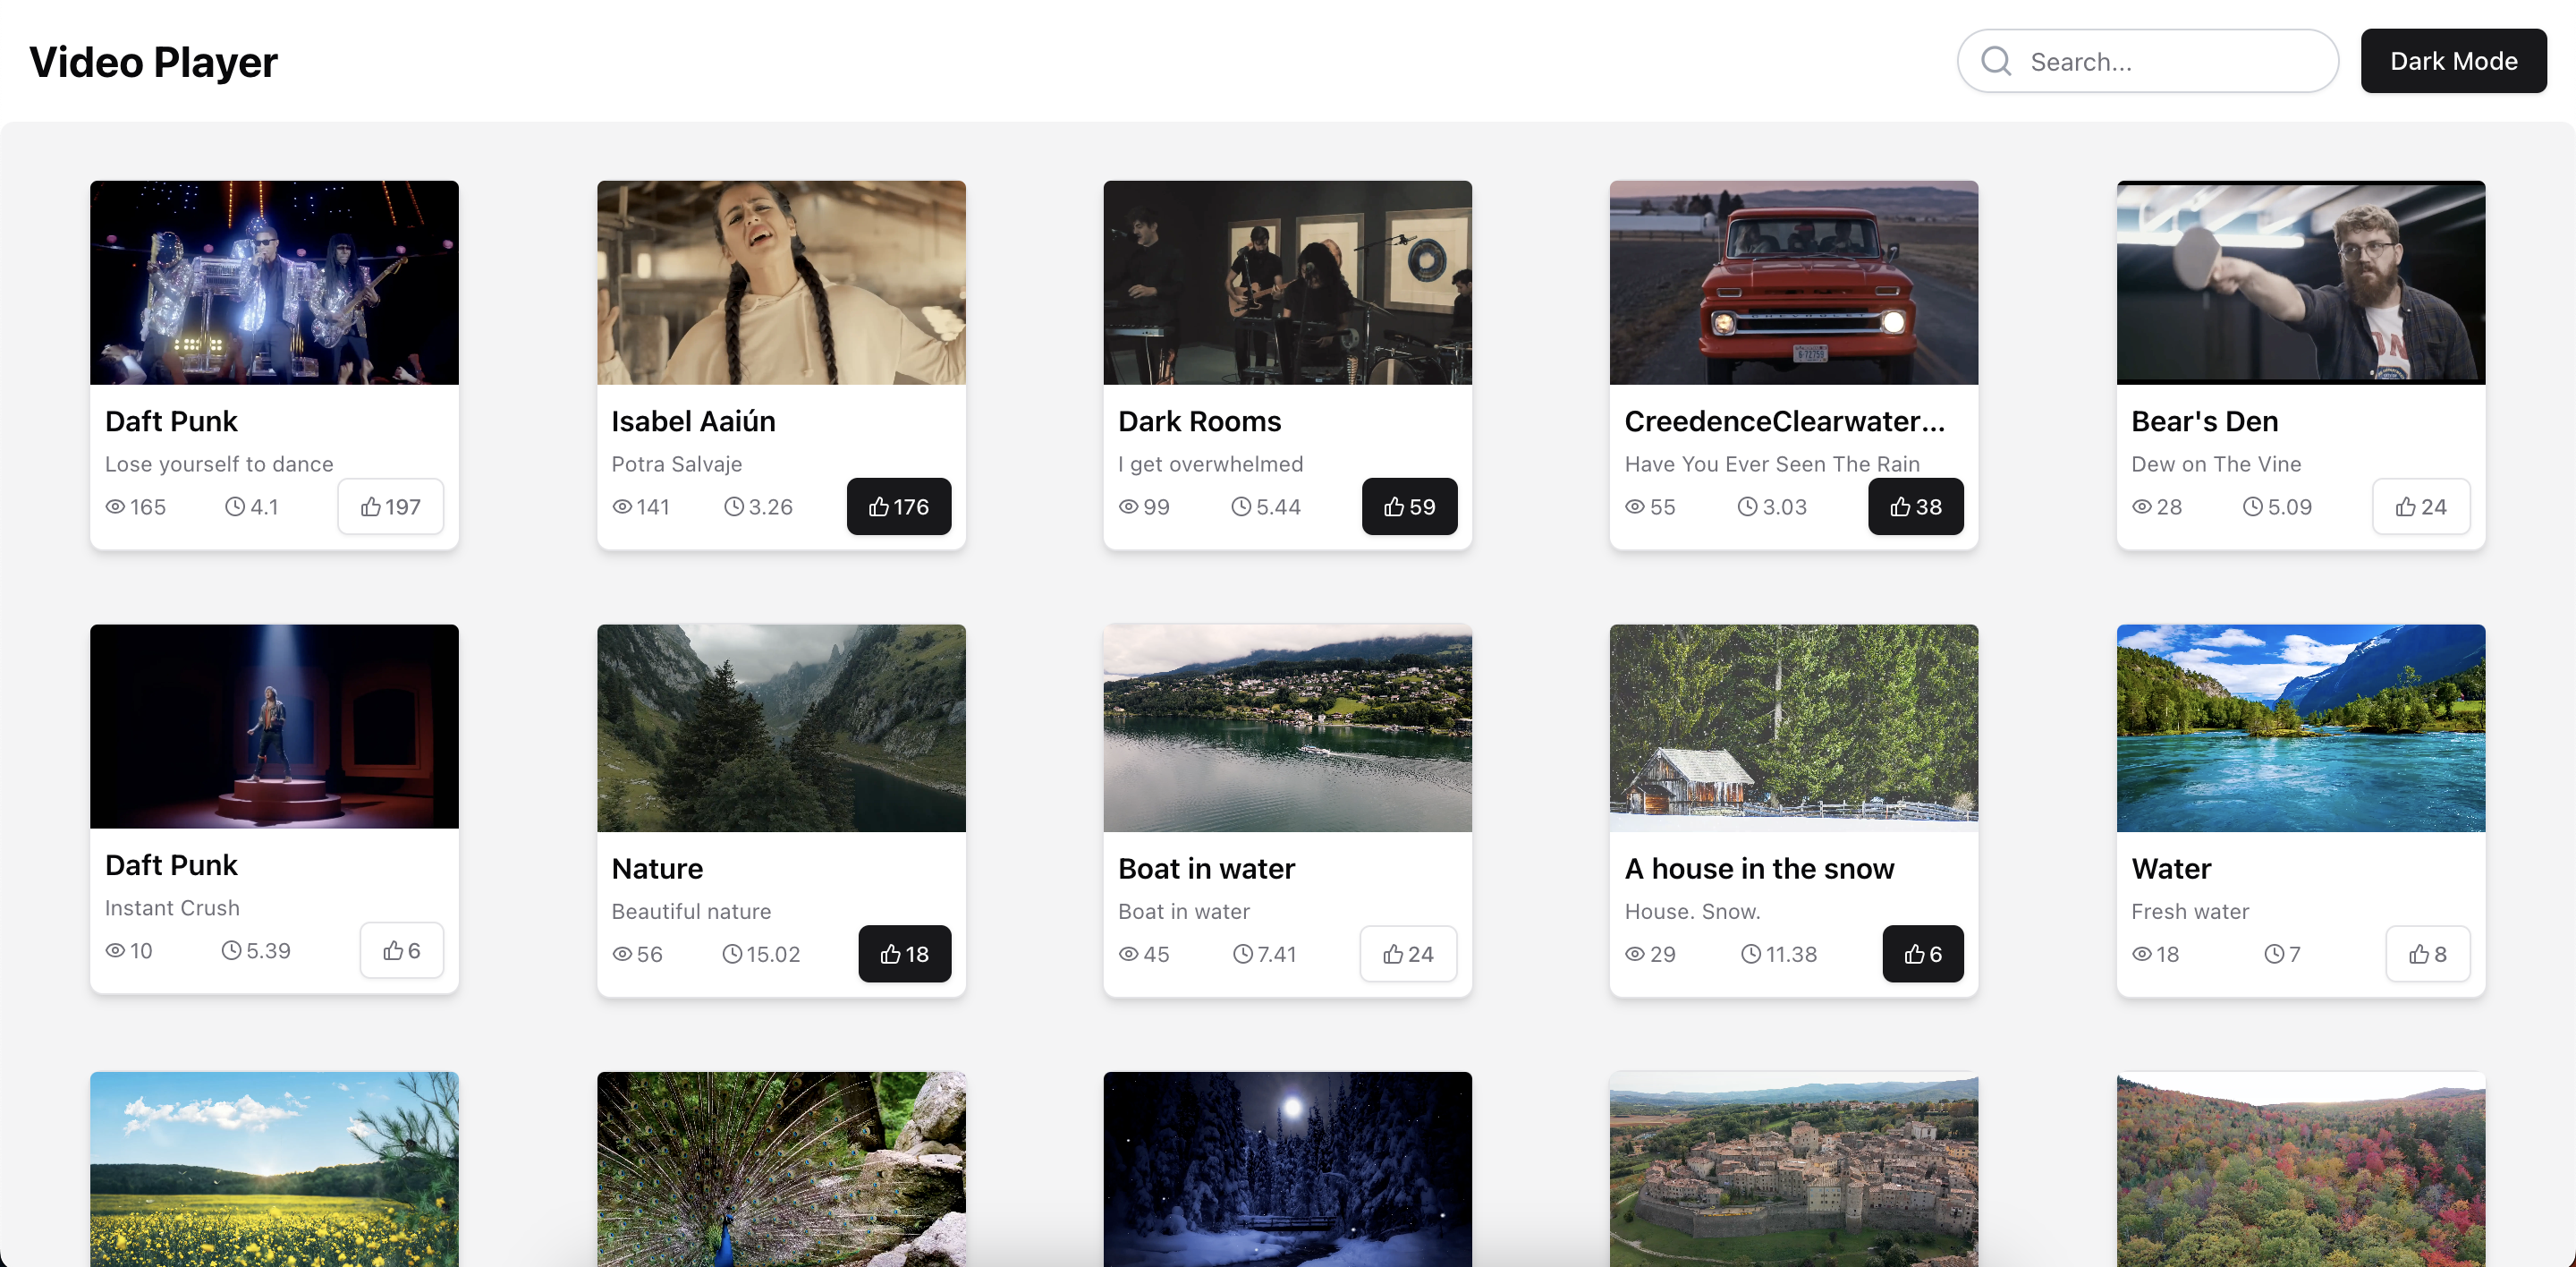 Video Player
Search...
Dark Mode
Daft Punk
Lose yourself to dance
165 4.1 197
Isabel Aaiún
Potra Salvaje
141 3.26 176
Dark Rooms
I get overwhelmed
99 5.44 59
CreedenceClearwater...
Have You Ever Seen The Rain
55 3.03 38
Bear's Den
Dew on The Vine
28 5.09 24
Daft Punk
Instant Crush
10 5.39 6
Nature
Beautiful nature
56 15.02 18
Boat in water
Boat in water
45 7.41 24
A house in the snow
House. Snow.
29 11.38 6
Water
Fresh water
18 7 8